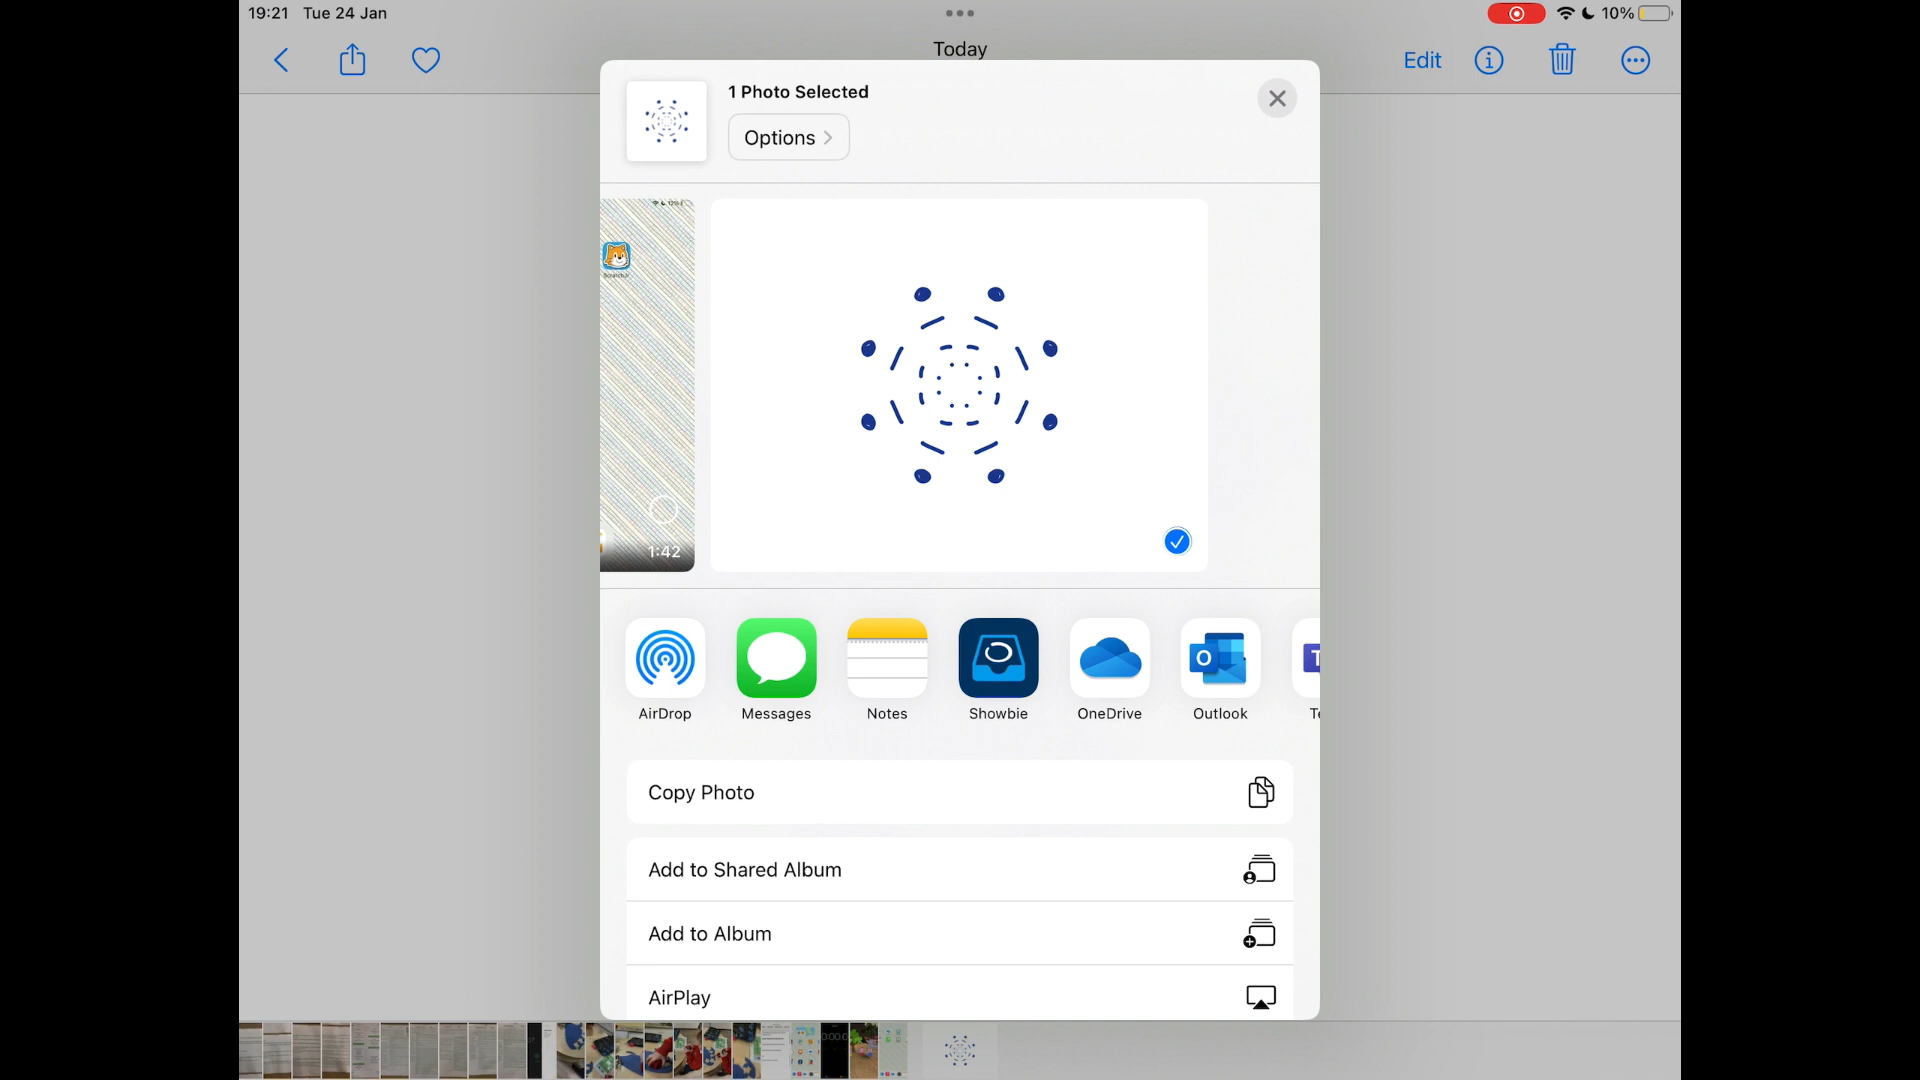 19:21 Tue 24 Jan
10%
Today
Edit
1 Photo Selected
Options
1:42
AirDrop
Messages
Notes
Showbie
OneDrive
Outlook
Copy Photo
Add to Shared Album
Add to Album
AirPlay